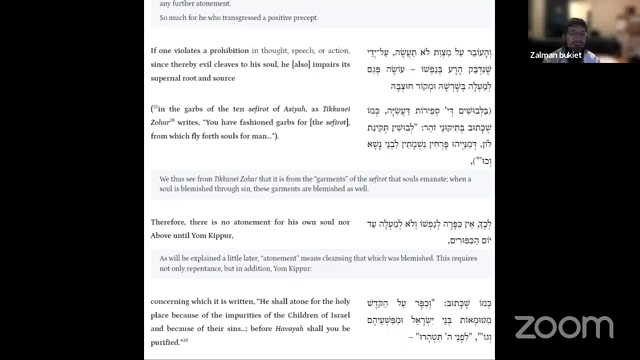 any further atonement.
So much for he who transgressed a positive precept.
If one violates a prohibition in thought, speech, or action,
since thereby evil cleaves to his soul, he [also] impairs its
supernal root and source
וְהָעוֹבֵר עַל מִצְוַת לֹא תַעֲשֶׂה, עַל־יְדֵי
שֶׁנִּדְבַּק הָרַע בְּנַפְשׁוֹ – עוֹשֶׂה פְּגַם
לְמַעְלָה בְּשָׁרְשָׁהּ וּמְקוֹר חוּצְבָהּ
(27in the garbs of the ten sefirot of Asiyah, as Tikkunei
Zohar28 writes, “You have fashioned garbs for [the sefirot],
from which fly forth souls for man...”).
(בִּלְבוּשִׁים די' סְפִירוֹת דַּעֲשִׂיָּה, כְּמוֹ
שֶׁכָּתוּב בְּתִיקּוּנֵי זֹהַר: "לְבוּשִׁין תְּקִינַת
לוֹן, דְּמִנַּיְיהוּ פָּרְחִין נִשְׁמָתִין לִבְנֵי נָשָׁא
וְכוּ'"),
We thus see from Tikkunei Zohar that it is from the “garments” of the sefirot that souls emanate; when a
soul is blemished through sin, these garments are blemished as well.
Therefore, there is no atonement for his own soul nor
Above until Yom Kippur,
לְכָךְ, אֵין כַּפָּרָה לְנַפְשׁוֹ וְלֹא לְמַעְלָה עַד
יוֹם הַכִּפּוּרִים,
As will be explained a little later, “atonement” means cleansing that which was blemished. This requires
not only repentance, but in addition, Yom Kippur:
concerning which it is written, “He shall atone for the holy
place because of the impurities of the Children of Israel
and because of their sins...; before Havayah shall you be
purified.”29
כְּמוֹ שֶׁכָּתוּב: "וְכִפֶּר עַל הַקֹּדֶשׁ
מִטֻּמְאוֹת בְּנֵי יִשְׂרָאֵל וּמִפִּשְׁעֵיהֶם
וְגוֹ'", "לִפְנֵי ה' תִּטְהָרוּ" –
Zalman bukiet
zoom